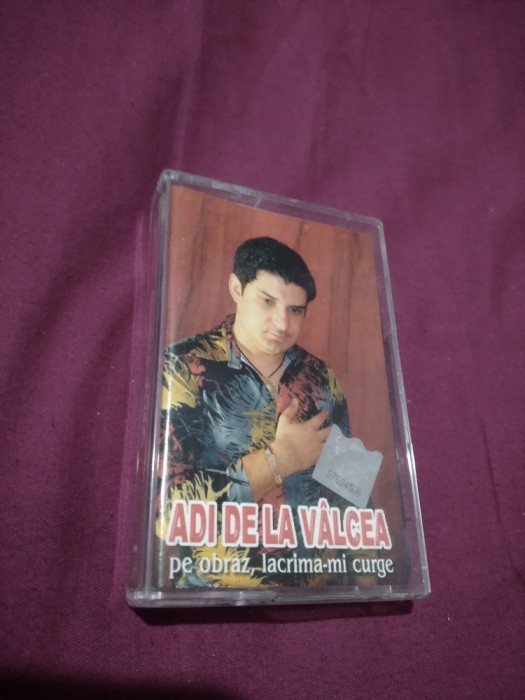 ADI DE LA VÂLCEA
pe obraz, lacrima-mi curge